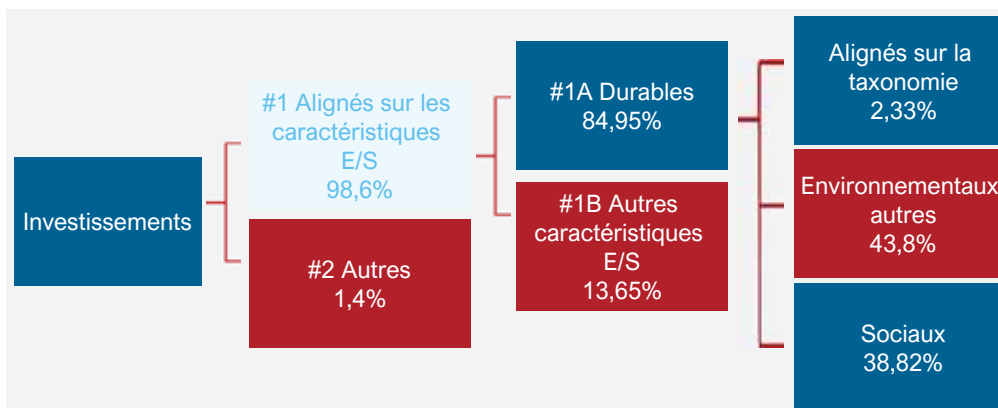 Investissements
#1 Alignés sur les
caractéristiques
E/S
98,6%
#2 Autres
1,4%
#1A Durables
84,95%
#1B Autres
caractéristiques
E/S
13,65%
Alignés sur la
taxonomie
2,33%
Environnementaux
autres
43,8%
Sociaux
38,82%